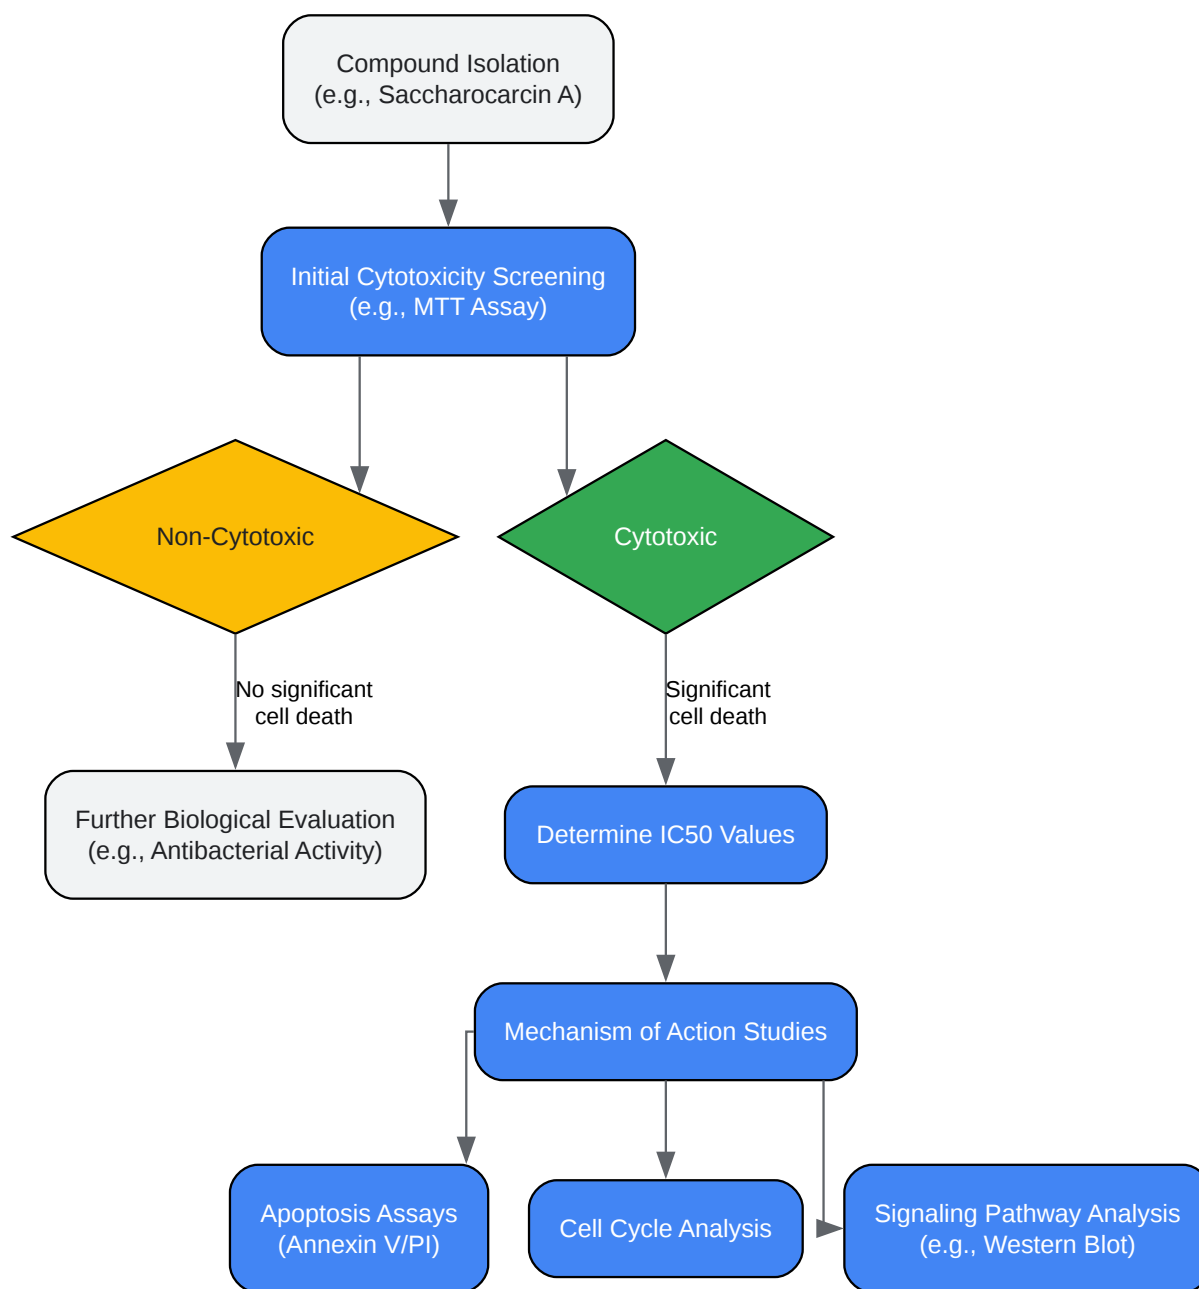 Compound Isolation
(e.g., Saccharocarcin A)
Initial Cytotoxicity Screening
(e.g., MTT Assay)
Non-Cytotoxic
Cytotoxic
No significant
cell death
Significant
cell death
Further Biological Evaluation
(e.g., Antibacterial Activity)
Determine IC50 Values
Mechanism of Action Studies
Apoptosis Assays
(Annexin V/PI)
Cell Cycle Analysis
Signaling Pathway Analysis
(e.g., Western Blot)